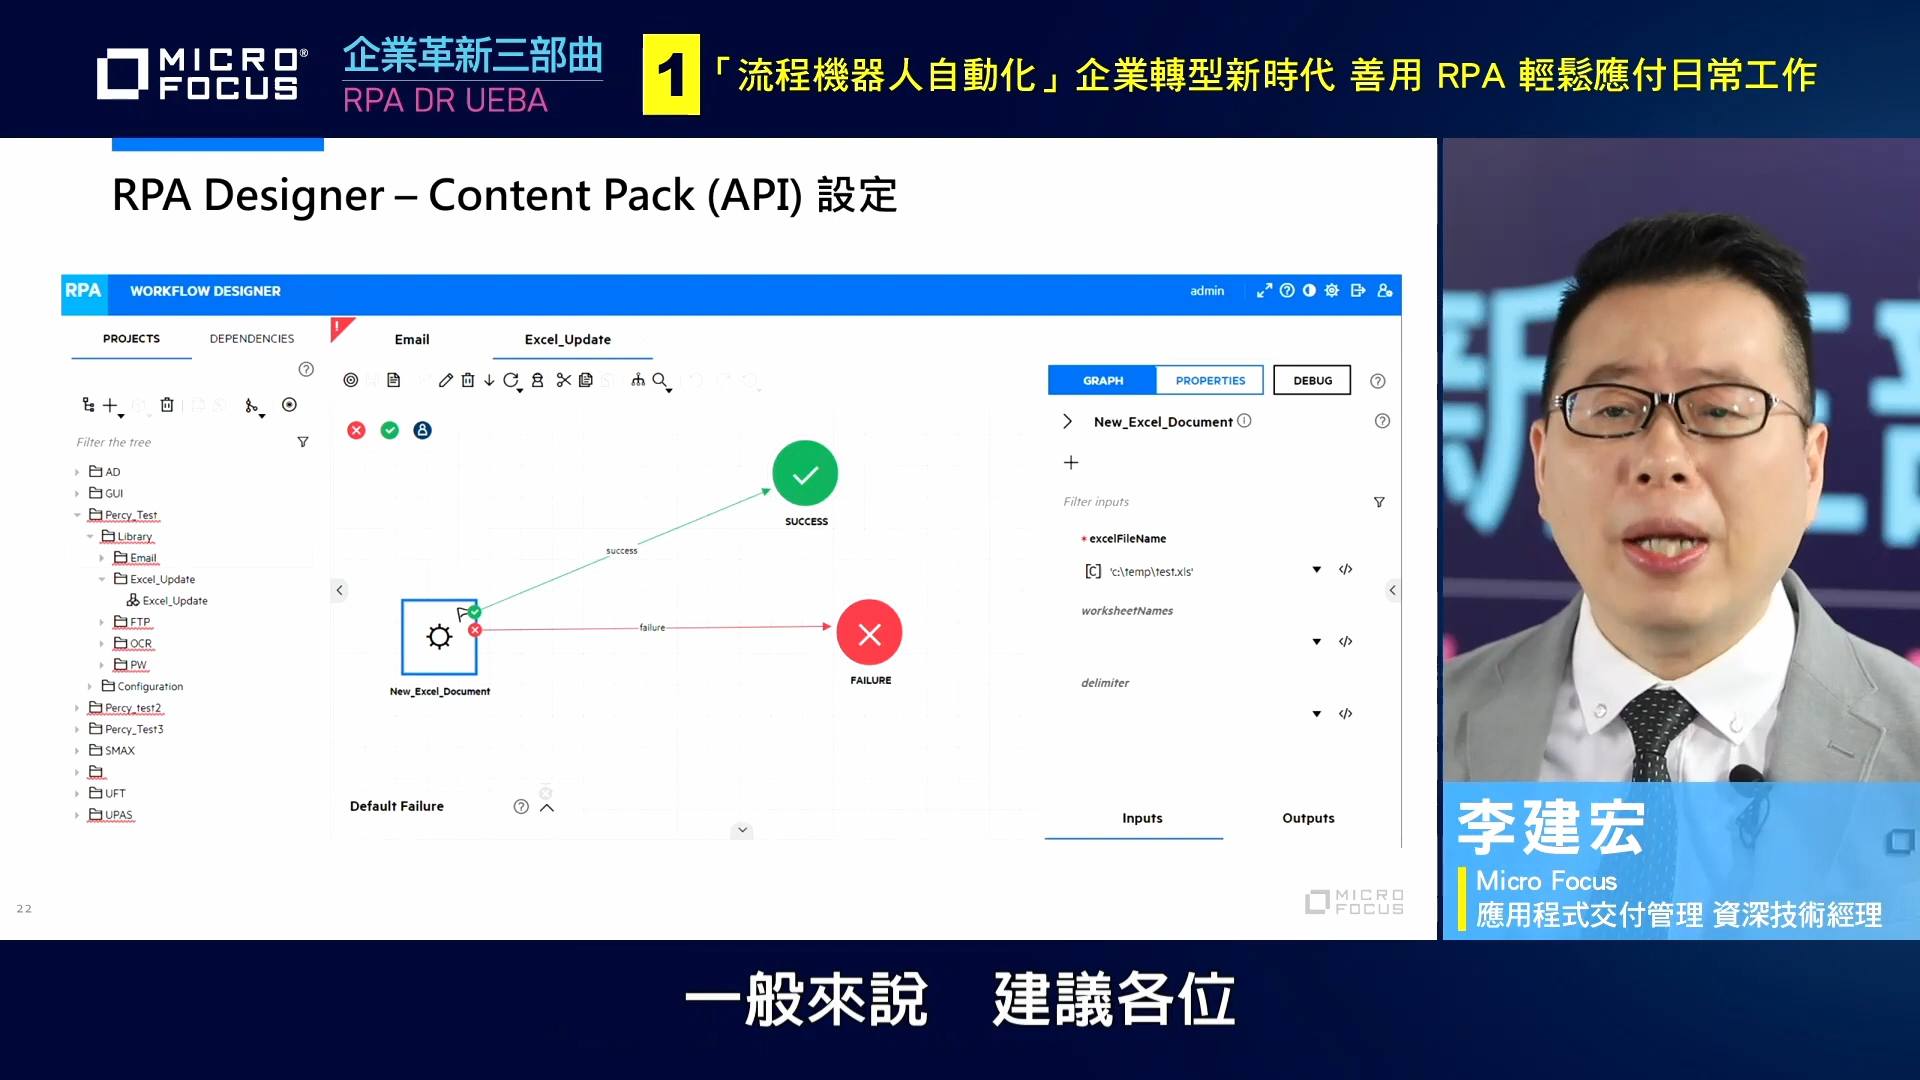 MICRO FOCUS®
企業革新三部曲
RPA DR UEBA
1
「流程機器人自動化」企業轉型新時代 善用 RPA 輕鬆應付日常工作
RPA Designer – Content Pack (API) 設定
RPA
WORKFLOW DESIGNER
admin
PROJECTS
DEPENDENCIES
Filter the tree
AD
GUI
Percy_Test
Library
Email
Excel_Update
Excel_Update
FTP
OCR
PW
Configuration
Percy_test2
Percy_Test3
SMAX
UFT
UPAS
Email
Excel_Update
SUCCESS
success
failure
FAILURE
New_Excel_Document
Default Failure
GRAPH
PROPERTIES
DEBUG
New_Excel_Document
Filter inputs
* excelFileName
[C] 'c:\temp\test.xls'
worksheetNames
delimiter
Inputs
Outputs
22
MICRO FOCUS
李建宏
Micro Focus
應用程式交付管理 資深技術經理
一般來說 建議各位